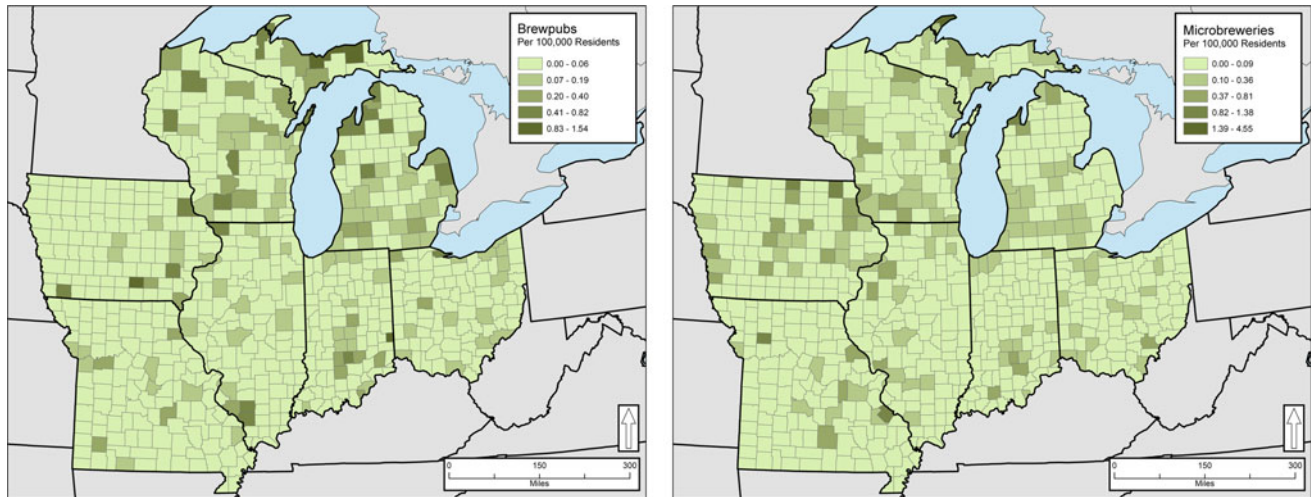 Brewpubs
Per 100,000 Residents
0.00 - 0.06
0.07 - 0.19
0.20 - 0.40
0.41 - 0.82
0.83 - 1.54
0 150 300
Miles
Microbreweries
Per 100,000 Residents
0.00 - 0.09
0.10 - 0.36
0.37 - 0.81
0.82 - 1.38
1.39 - 4.55
0 150 300
Miles